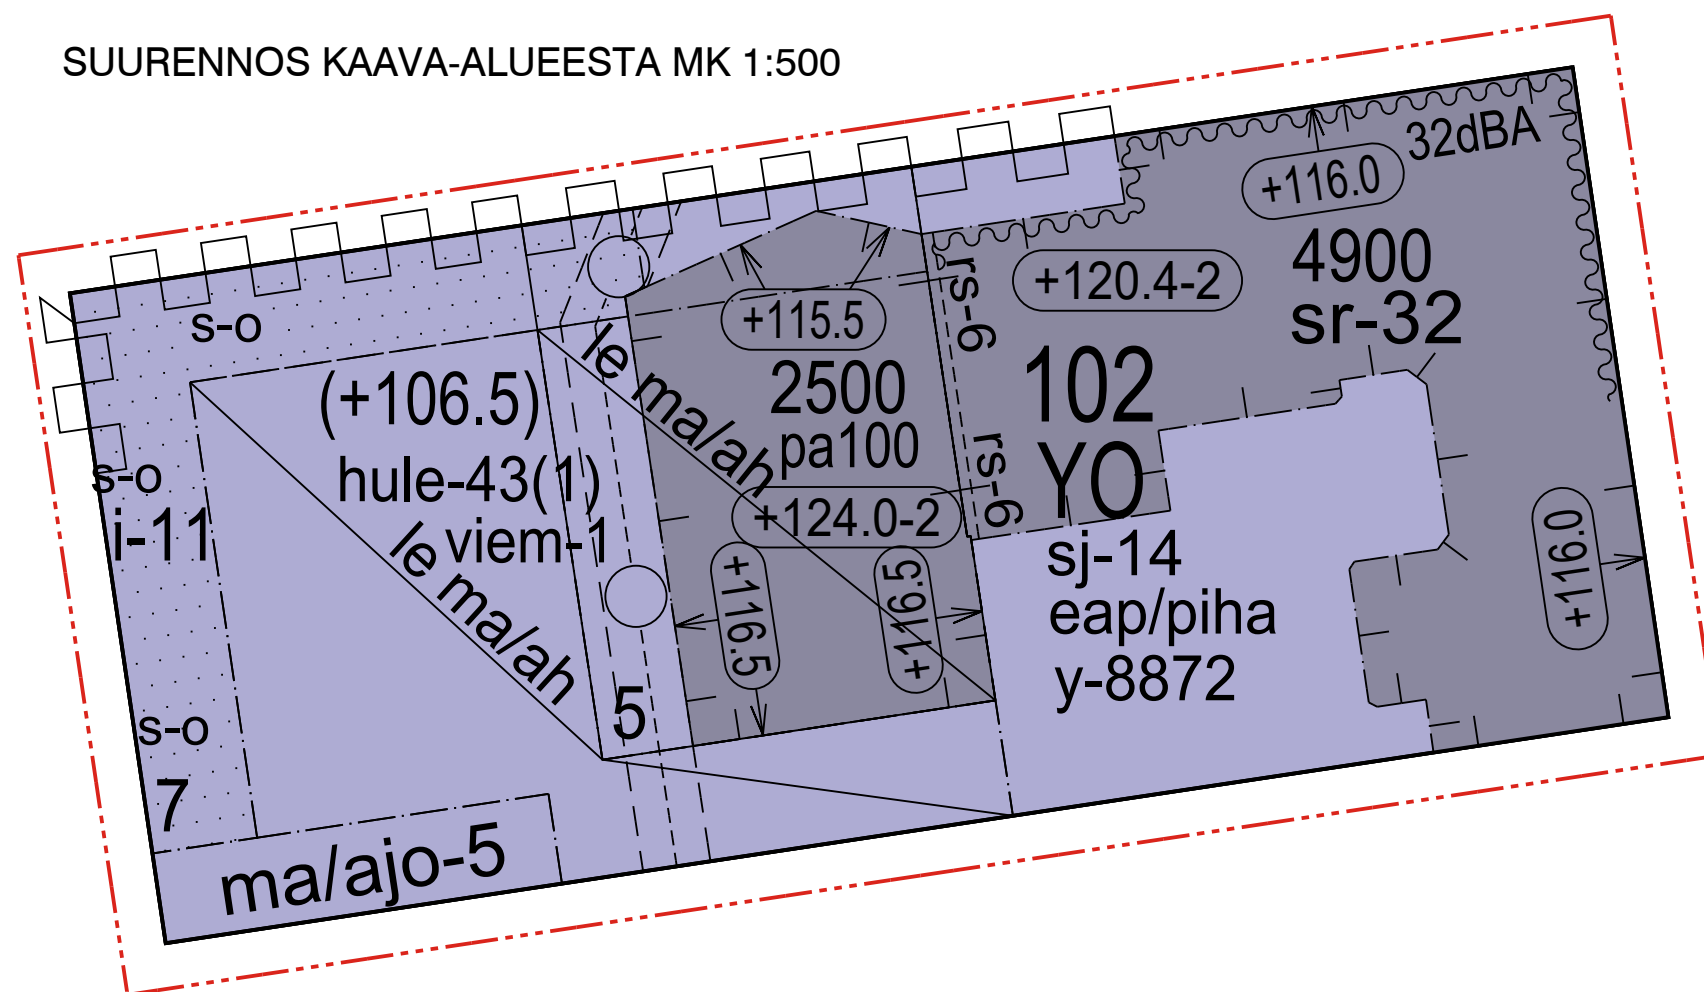 SUURENNOS KAAVA-ALUEESTA MK 1:500
32dBA
+116.0
4900
sr-32
+120.4-2
rs-6
102
YO
rs-6
sj-14
eap/piha
y-8872
+116.0
s-o
+115.5
le ma/ah
2500
pa100
+124.0-2
+116.5
+116.5
(+106.5)
hule-43(1)
viem-1
le ma/ah
5
s-o
i-11
s-o
7
ma/ajo-5